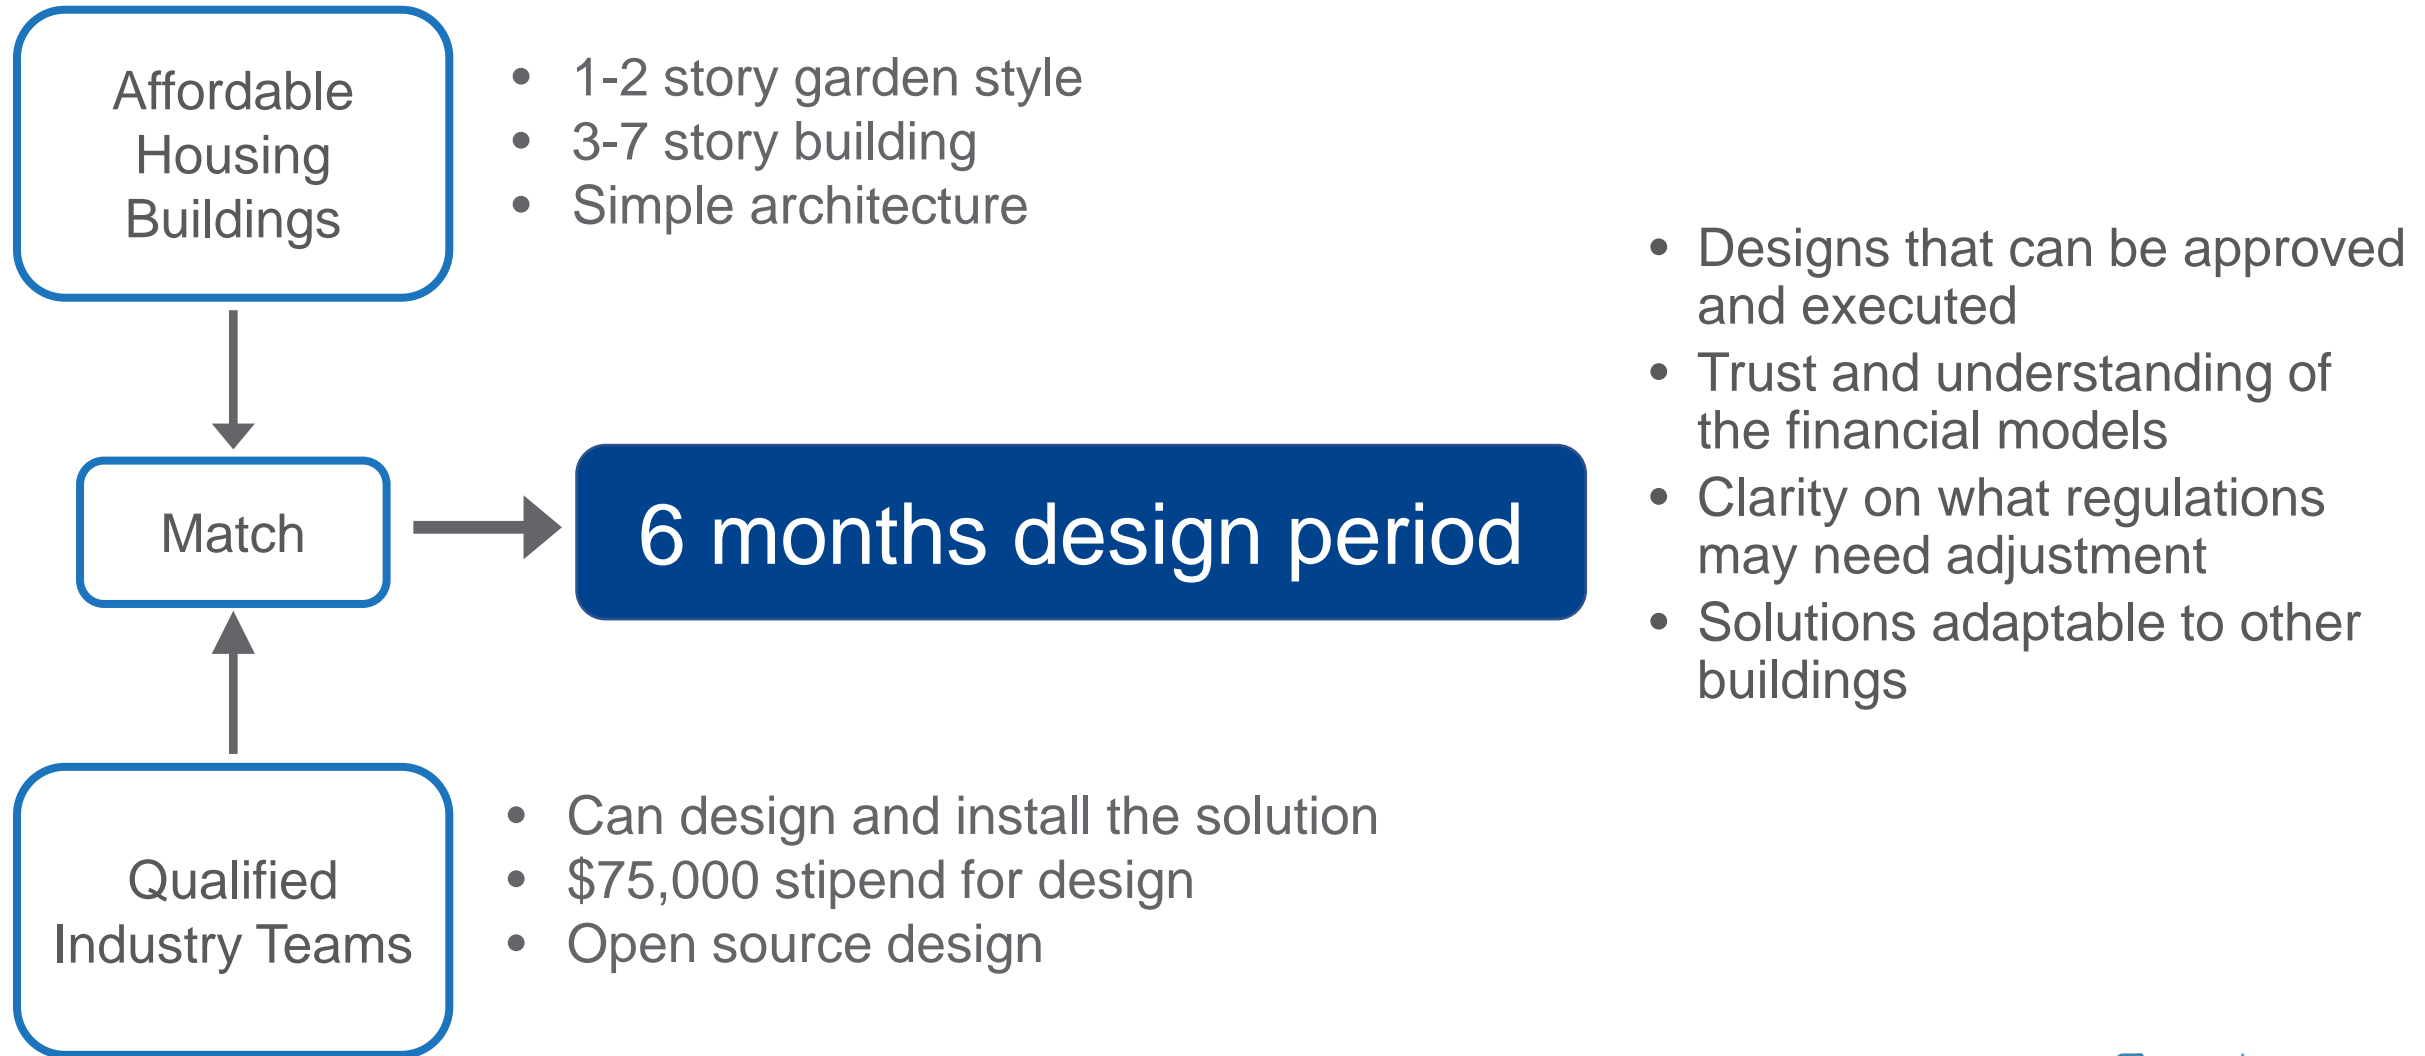 Affordable
Housing
Buildings
• 1-2 story garden style
• 3-7 story building
• Simple architecture
Match
6 months design period
• Designs that can be approved
and executed
• Trust and understanding of
the financial models
• Clarity on what regulations
may need adjustment
• Solutions adaptable to other
buildings
Qualified
Industry Teams
• Can design and install the solution
• $75,000 stipend for design
• Open source design